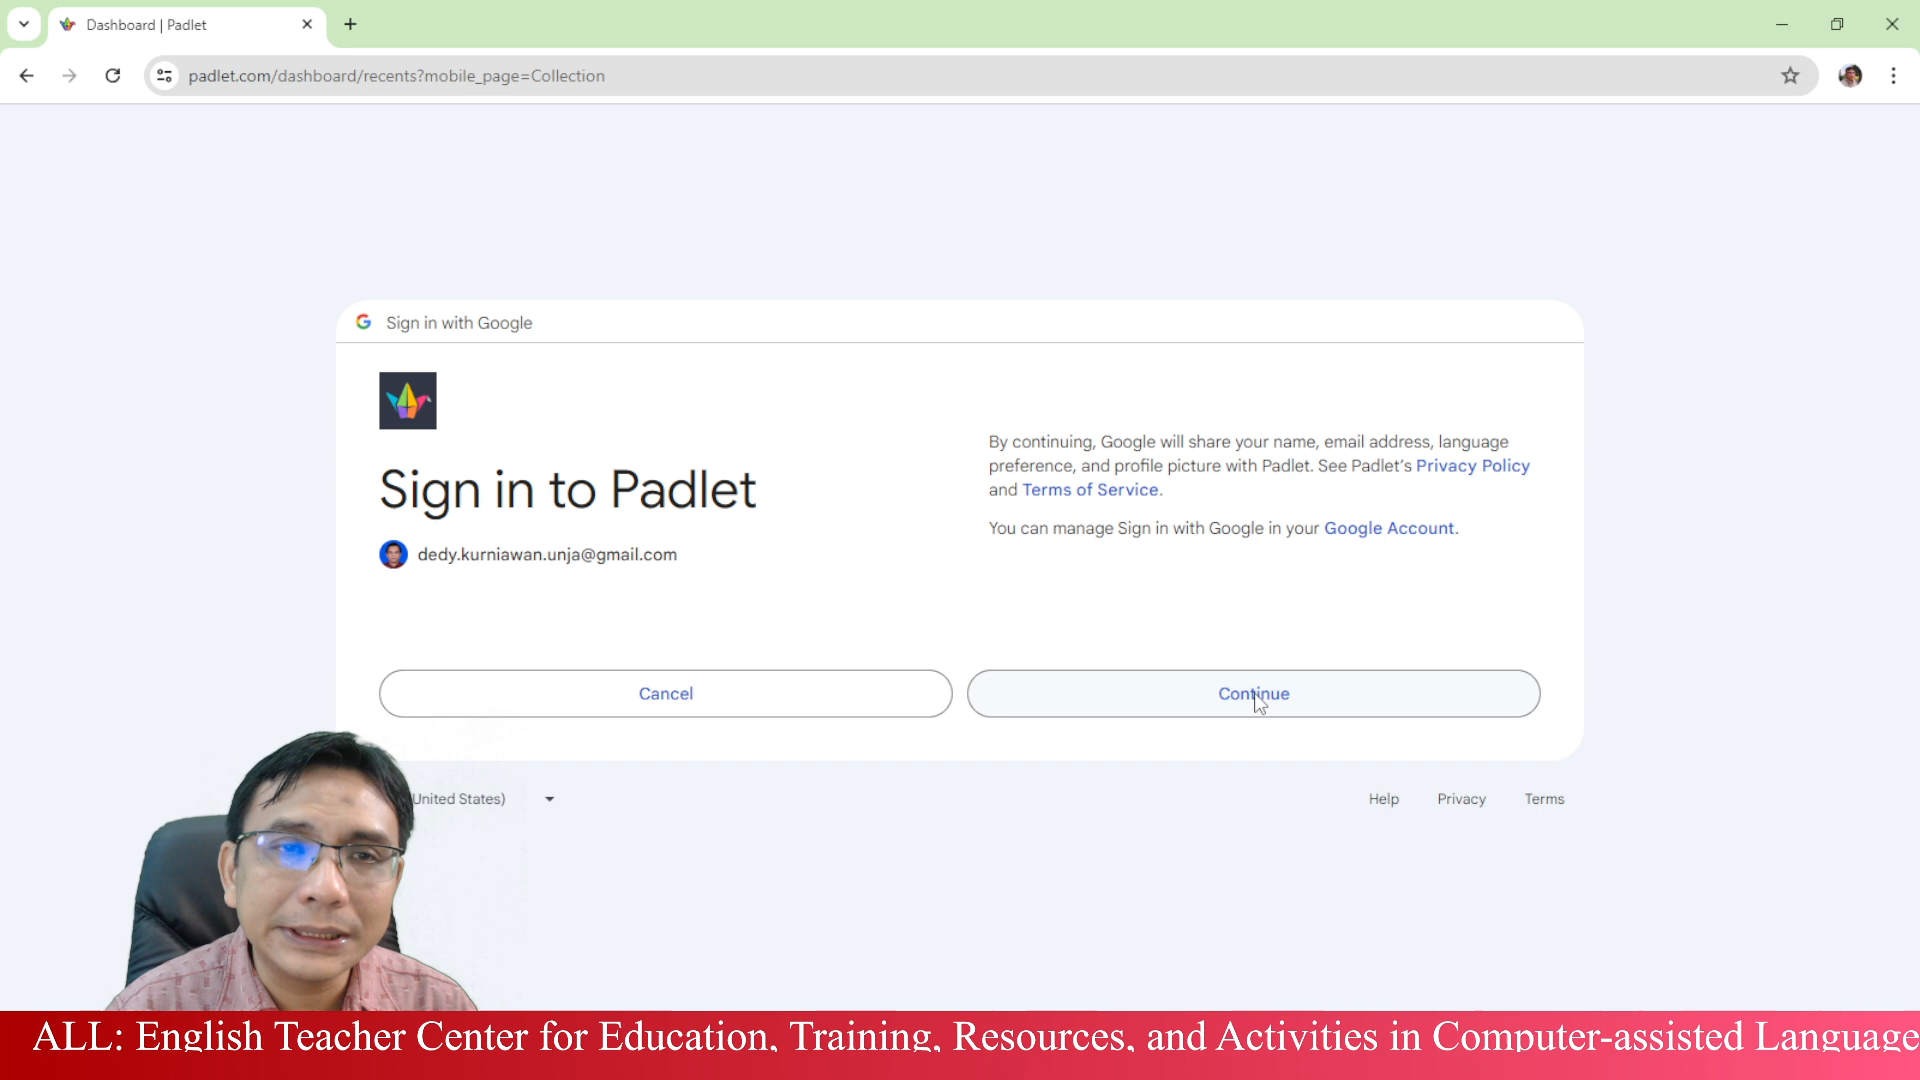 Dashboard | Padlet
padlet.com/dashboard/recents?mobile_page=Collection
Sign in with Google
Sign in to Padlet
dedy.kurniawan.unja@gmail.com
By continuing, Google will share your name, email address, language
preference, and profile picture with Padlet. See Padlet's Privacy Policy
and Terms of Service.
You can manage Sign in with Google in your Google Account.
Cancel
Continue
United States)
Help
Privacy
Terms
ALL: English Teacher Center for Education, Training, Resources, and Activities in Computer-assisted Language